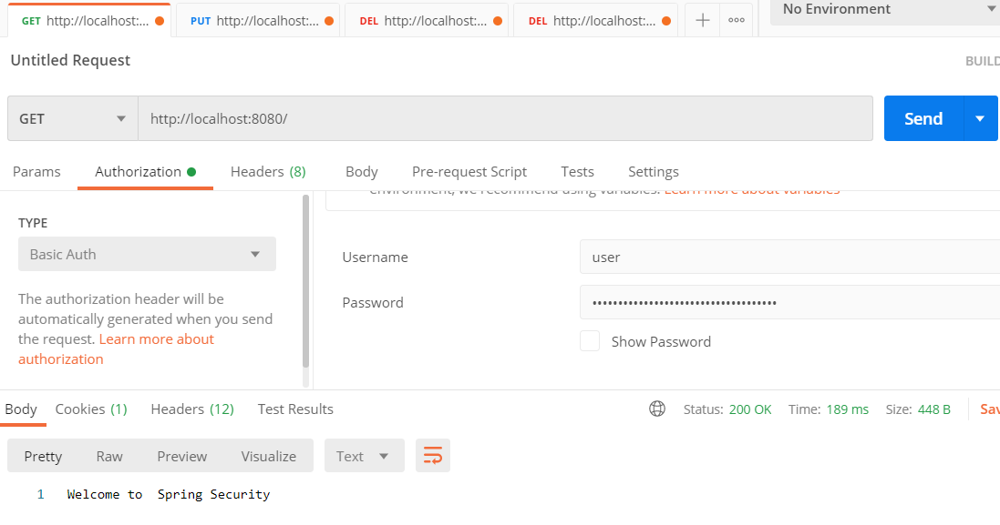 GET http://localhost:... PUT http://localhost:... DEL http://localhost:... DEL http://localhost:... No Environment
Untitled Request BUILD
GET http://localhost:8080/ Send
Params Authorization Headers (8) Body Pre-request Script Tests Settings
environment, we recommend using variables. Learn more about variables
TYPE
Basic Auth
The authorization header will be
automatically generated when you send
the request. Learn more about
authorization
Username user
Password ••••••••••••••••••••••••••••••••••••
Show Password
Body Cookies (1) Headers (12) Test Results Status: 200 OK Time: 189 ms Size: 448 B Sav
Pretty Raw Preview Visualize Text
1 Welcome to  Spring Security